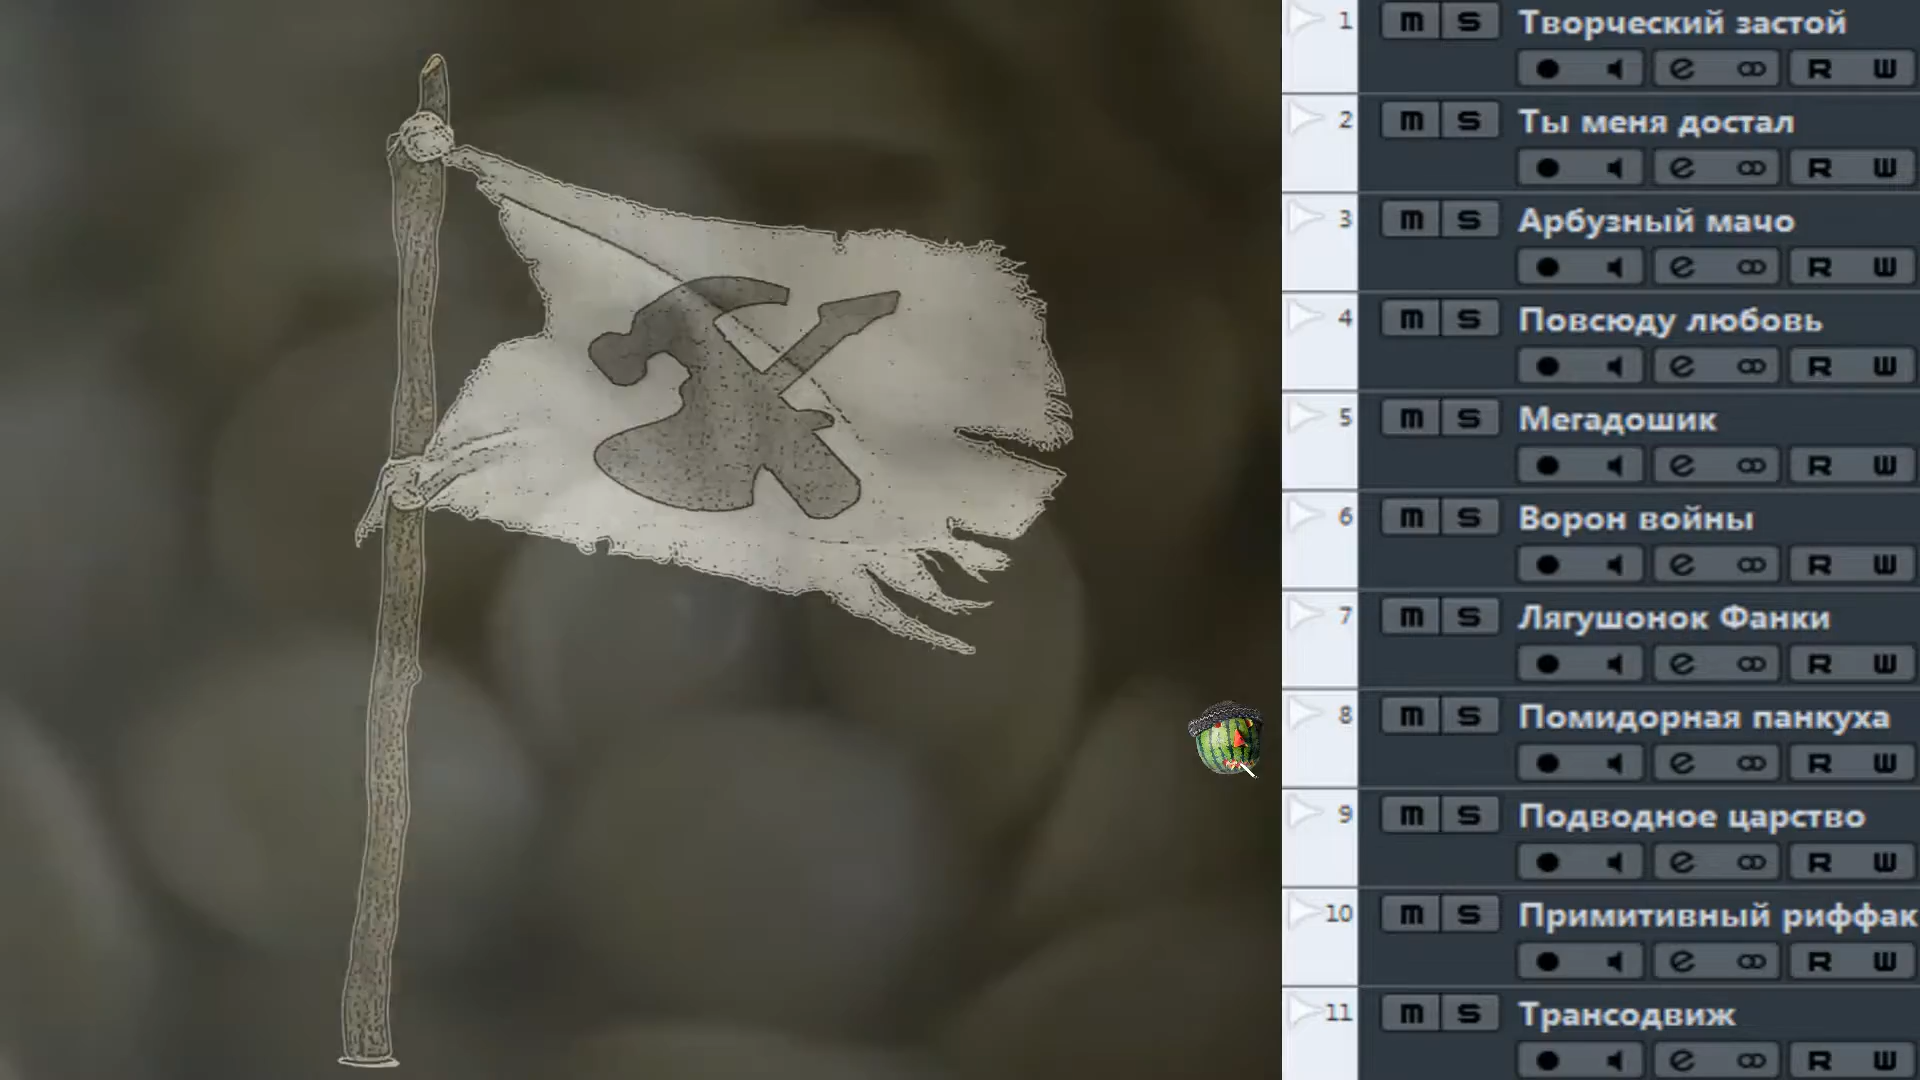 1 m S Творческий застой
e R W
2 m S Ты меня достал
e R W
3 m S Арбузный мачо
e R W
4 m S Повсюду любовь
e R W
5 m S Мегадошик
e R W
6 m S Ворон войны
e R W
7 m S Лягушонок Фанки
e R W
8 m S Помидорная панкуха
e R W
9 m S Подводное царство
e R W
10 m S Примитивный риффак
e R W
11 m S Трансодвиж
e R W